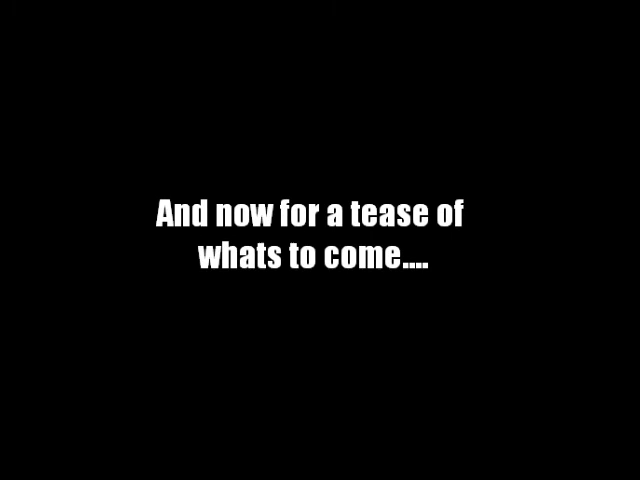 And now for a tease of
whats to come....